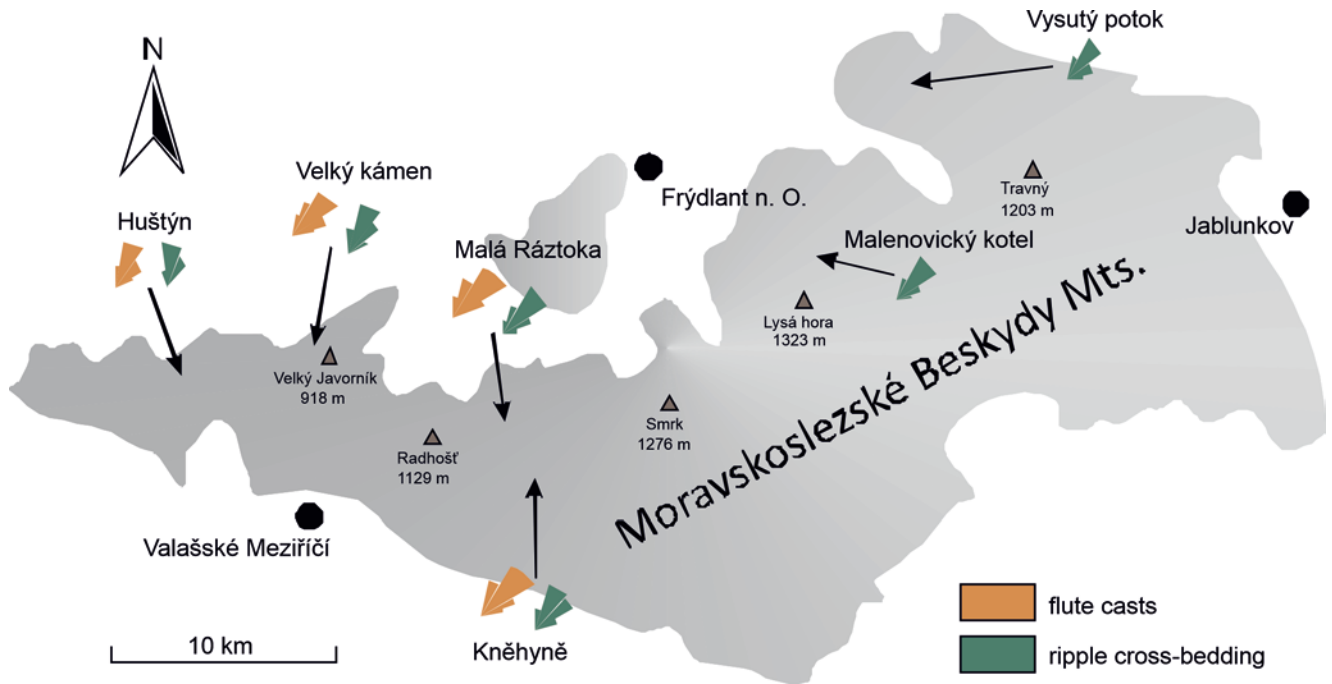 Vysutý potok
N
Velký kámen
Huštýn
Frýdlant n. O.
Travný
1203 m
Jablunkov
Malá Ráztoka
Malenovický kotel
Lysá hora
1323 m
Velký Javorník
918 m
Smrk
1276 m
Radhošť
1129 m
Moravskoslezské Beskydy Mts.
Valašské Meziříčí
10 km
Kněhyně
flute casts
ripple cross-bedding